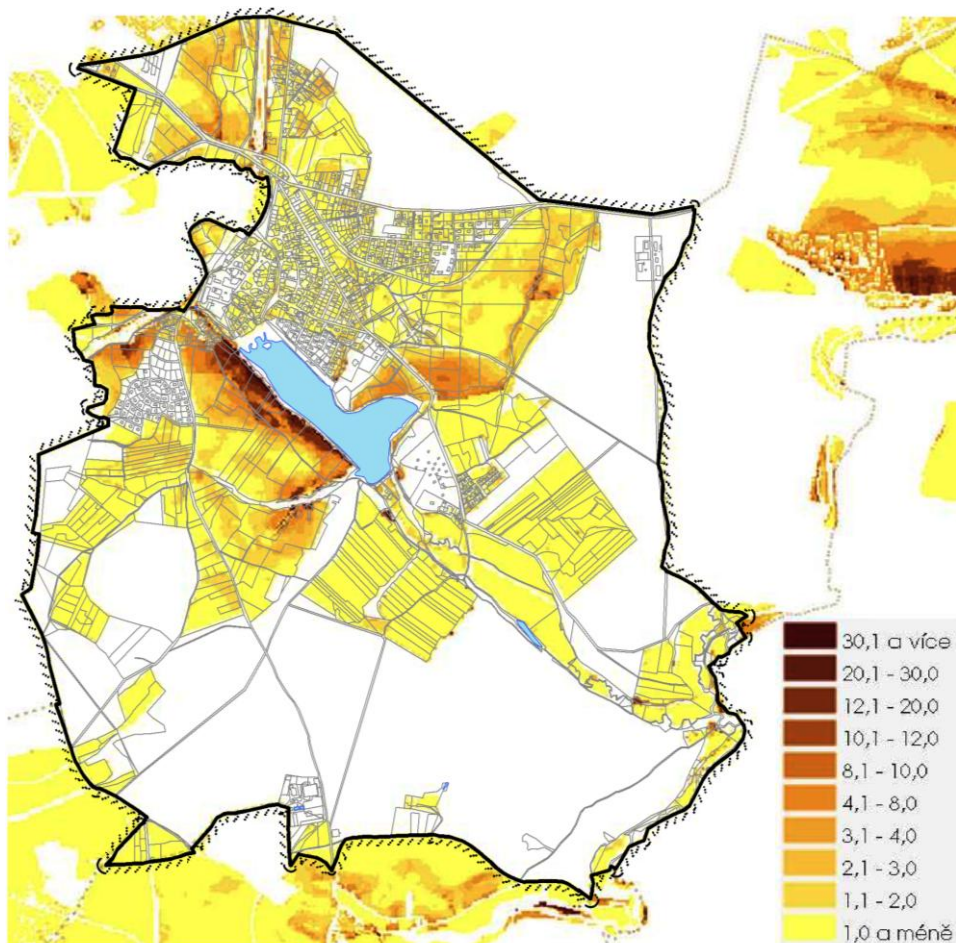 30,1 a více
20,1 - 30,0
12,1 - 20,0
10,1 - 12,0
8,1 - 10,0
4,1 - 8,0
3,1 - 4,0
2,1 - 3,0
1,1 - 2,0
1,0 a méně